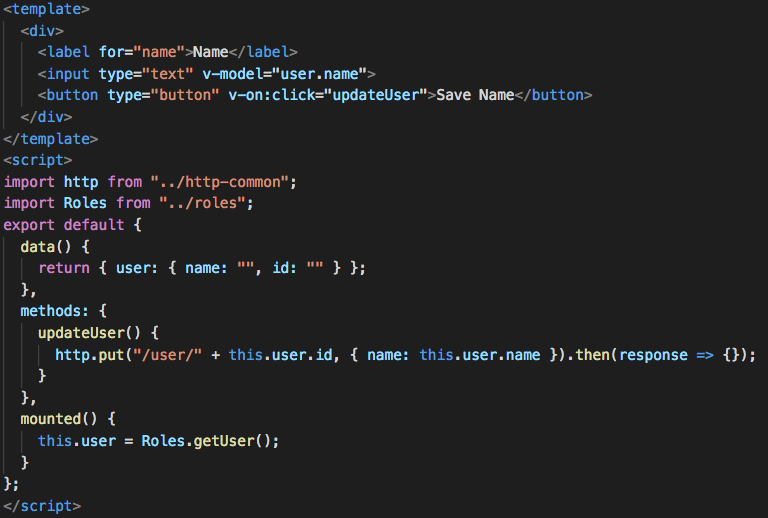 <template>
  <div>
    <label for="name">Name</label>
    <input type="text" v-model="user.name">
    <button type="button" v-on:click="updateUser">Save Name</button>
  </div>
</template>
<script>
import http from "../http-common";
import Roles from "../roles";
export default {
  data() {
    return { user: { name: "", id: "" } };
  },
  methods: {
    updateUser() {
      http.put("/user/" + this.user.id, { name: this.user.name }).then(response => {});
    }
  },
  mounted() {
    this.user = Roles.getUser();
  }
};
</script>